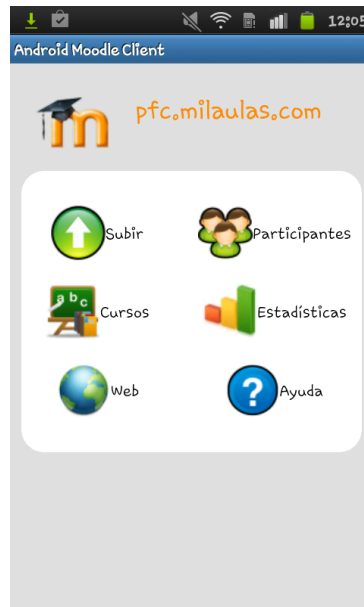 12:05
Android Moodle Client
pfc.milaulas.com
Subir
Participantes
a b c
Cursos
Estadísticas
Web
Ayuda